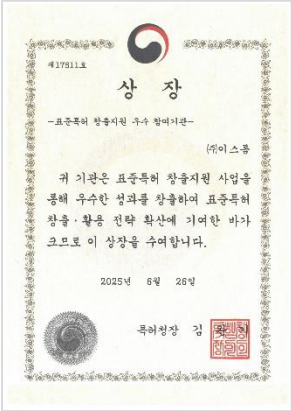 제17811호
상 장
-표준특허 창출지원 우수 참여기관-
(주)이스톰
귀 기관은 표준특허 창출지원 사업을
통해 우수한 성과를 창출하여 표준특허
창출·활용 전략 확산에 기여한 바가
크므로 이 상장을 수여합니다.
2025년 6월 26일
특허청장 김